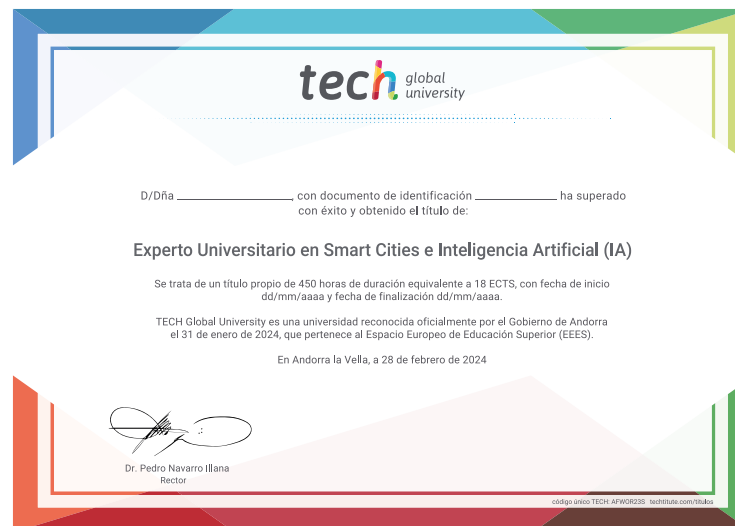 tech global university
D/Dña ____________, con documento de identificación ____________ ha superado
con éxito y obtenido el título de:
Experto Universitario en Smart Cities e Inteligencia Artificial (IA)
Se trata de un título propio de 450 horas de duración equivalente a 18 ECTS, con fecha de inicio
dd/mm/aaaa y fecha de finalización dd/mm/aaaa.
TECH Global University es una universidad reconocida oficialmente por el Gobierno de Andorra
el 31 de enero de 2024, que pertenece al Espacio Europeo de Educación Superior (EEES).
En Andorra la Vella, a 28 de febrero de 2024
Dr. Pedro Navarro Illana
Rector
código único TECH: AFWOR23S techtitute.com/titulos